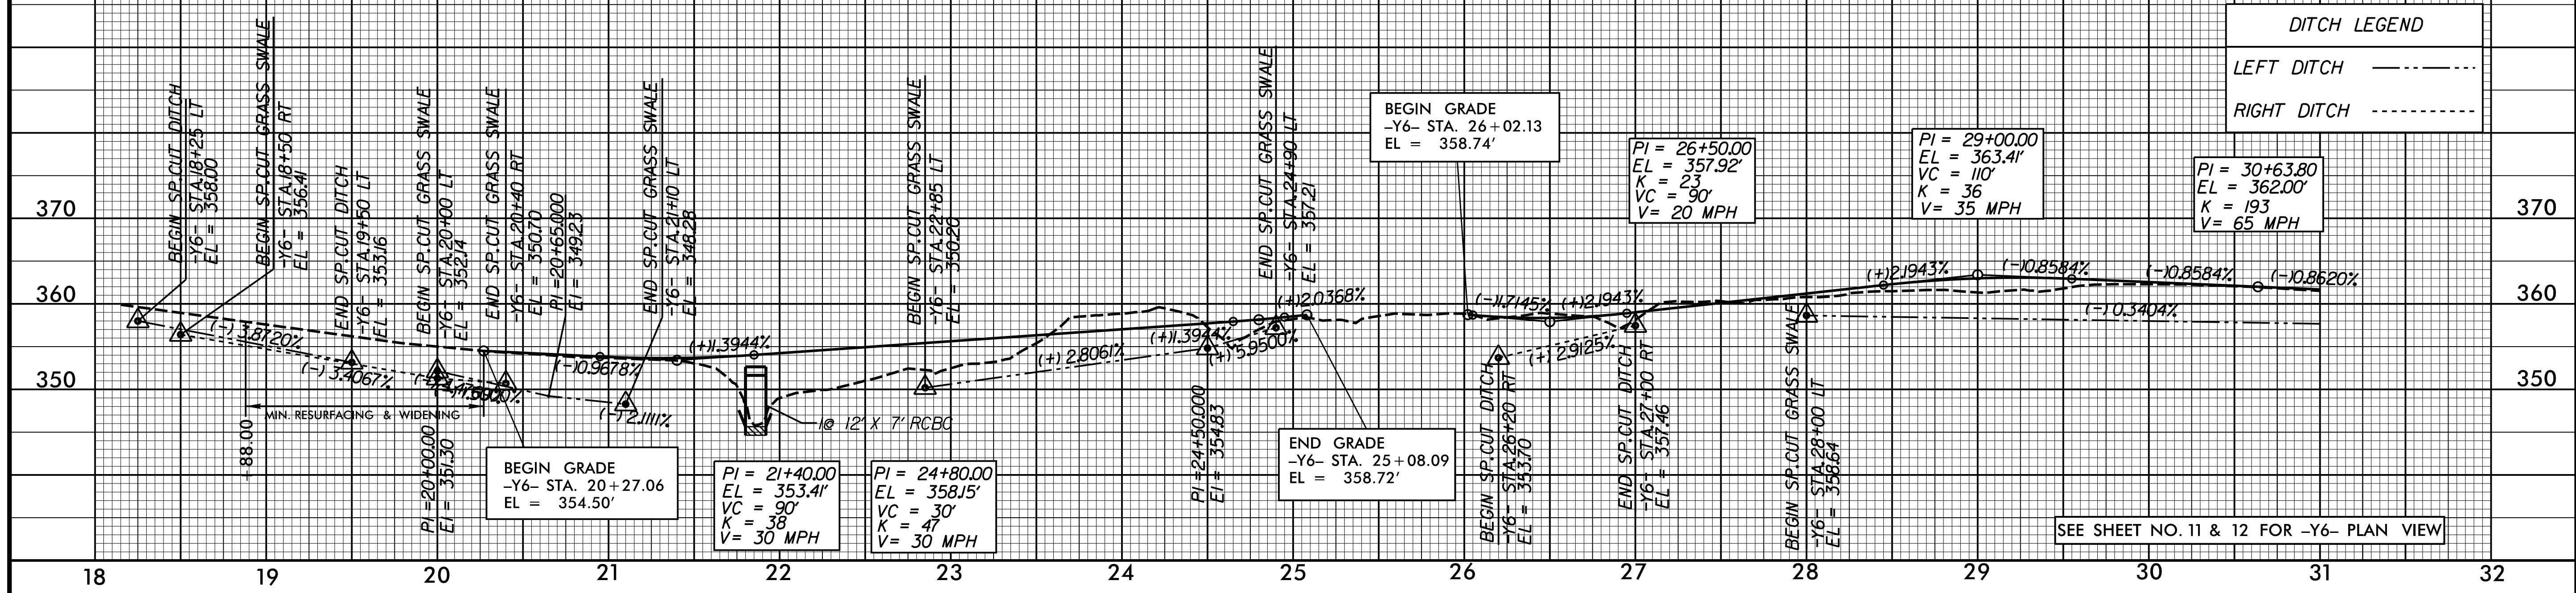 DITCH LEGEND
LEFT DITCH
RIGHT DITCH
BEGIN SP.CUT DITCH
-Y6- STA.18+25 LT
EL = 358.00
BEGIN SP.CUT GRASS SWALE
-Y6- STA.18+50 RT
EL = 356.41
END SP.CUT DITCH
-Y6- STA.19+50 LT
EL = 353.16
BEGIN SP.CUT GRASS SWALE
-Y6- STA.20+00 LT
EL = 352.14
END SP.CUT GRASS SWALE
-Y6- STA.20+40 RT
EL = 350.70
PI=20+65.000
El = 349.23
END SP.CUT GRASS SWALE
-Y6- STA.21+10 LT
EL = 348.28
BEGIN SP.CUT GRASS SWALE
-Y6- STA.22+85 LT
EL = 350.20
END SP.CUT GRASS SWALE
-Y6- STA.24+90 LT
EL = 357.21
BEGIN GRADE
-Y6- STA. 26+02.13
EL = 358.74'
PI = 26+50.00
EL = 357.92'
K = 23
VC = 90'
V= 20 MPH
PI = 29+00.00
EL = 363.41'
VC = 110'
K = 36
V= 35 MPH
PI = 30+63.80
EL = 362.00'
K = 193
V= 65 MPH
370
370
360
360
350
350
(-) 3.8720%
(-) 3.4067%
(-)0.9678%
(-) 2.1111%
(+)1.3944%
(+) 2.8061%
(+)1.3944%
(+) 5.9500%
(+)2.0368%
(-)1.7145%
(+)2.1943%
(+) 2.9125%
(+)2.1943%
(-)0.8584%
(-)0.8584%
(-)0.8620%
(-) 0.3404%
MIN. RESURFACING & WIDENING
-88.00
PI =20+00.00
El = 351.30
BEGIN GRADE
-Y6- STA. 20+27.06
EL = 354.50'
1@ 12' X 7' RCBC
PI = 21+40.00
EL = 353.41'
VC = 90'
K = 38
V= 30 MPH
PI = 24+80.00
EL = 358.15'
VC = 30'
K = 47
V= 30 MPH
PI =24+50.000
El = 354.83
END GRADE
-Y6- STA. 25+08.09
EL = 358.72'
BEGIN SP.CUT DITCH
-Y6- STA.26+20 RT
EL = 353.70
END SP.CUT DITCH
-Y6- STA.27+00 RT
EL = 357.46
BEGIN SP.CUT GRASS SWALE
-Y6- STA.28+00 LT
EL = 358.64
SEE SHEET NO. 11 & 12 FOR -Y6- PLAN VIEW
18 19 20 21 22 23 24 25 26 27 28 29 30 31 32